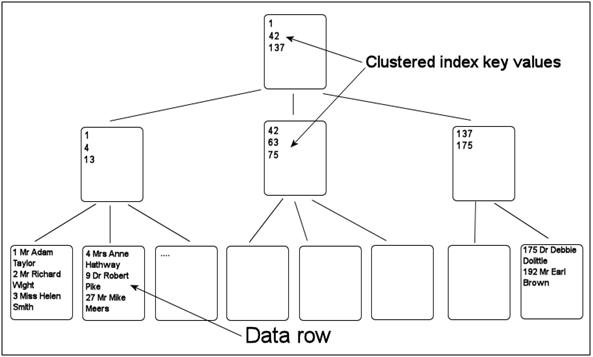 1
42
137
Clustered index key values
1
4
13
42
63
75
137
175
1 Mr Adam
Taylor
2 Mr Richard
Wight
3 Miss Helen
Smith
4 Mrs Anne
Hathway
9 Dr Robert
Pike
27 Mr Mike
Meers
....
175 Dr Debbie
Dolittle
192 Mr Earl
Brown
Data row